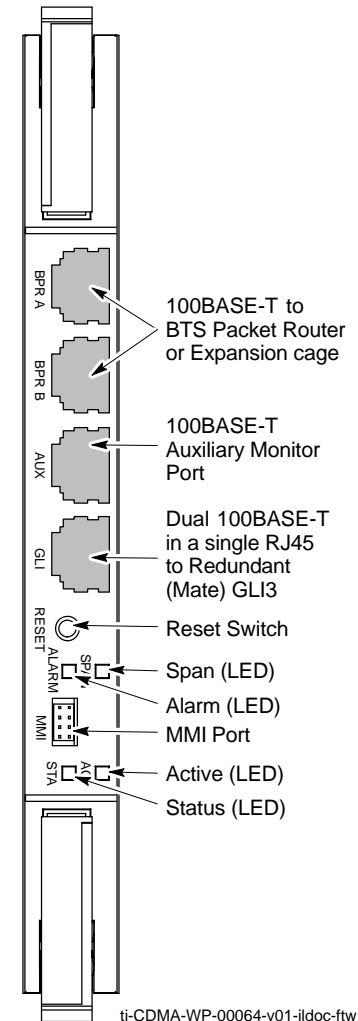 BPR A
100BASE-T to
BTS Packet Router
or Expansion cage
BPR B
100BASE-T
Auxiliary Monitor
Port
AUX
Dual 100BASE-T
in a single RJ45
to Redundant
(Mate) GLI3
GLI
RESET
Reset Switch
ALARM
Span (LED)
Alarm (LED)
MMI
MMI Port
STA
Active (LED)
Status (LED)
ti-CDMA-WP-00064-v01-ildoc-ftw